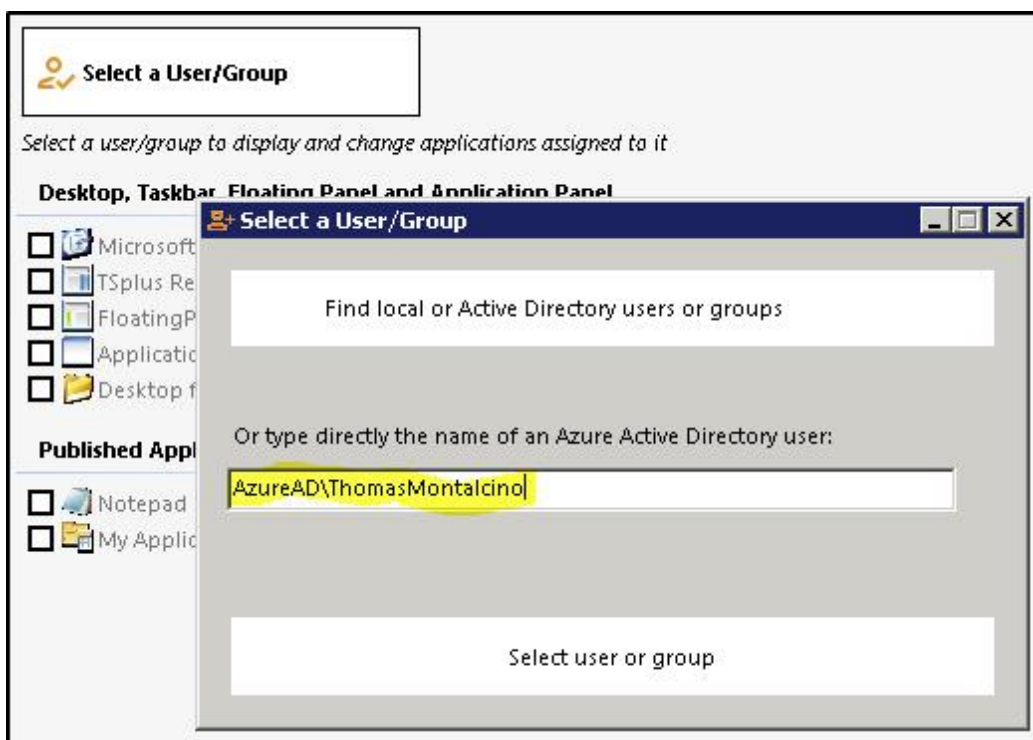 Select a User/Group
Select a user/group to display and change applications assigned to it
Desktop, Taskbar, Floating Panel and Application Panel
Select a User/Group
Microsoft
TSplus Re
FloatingP
Applicatio
Desktop f
Find local or Active Directory users or groups
Or type directly the name of an Azure Active Directory user:
AzureAD\ThomasMontalcino
Published Appl
Notepad
My Applic
Select user or group